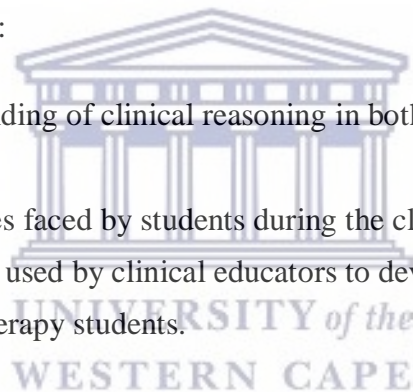 :
ding of clinical reasoning in both
es faced by students during the cl
used by clinical educators to dev
UNIVERSITY of the
erapy students.
WESTERN CAPE